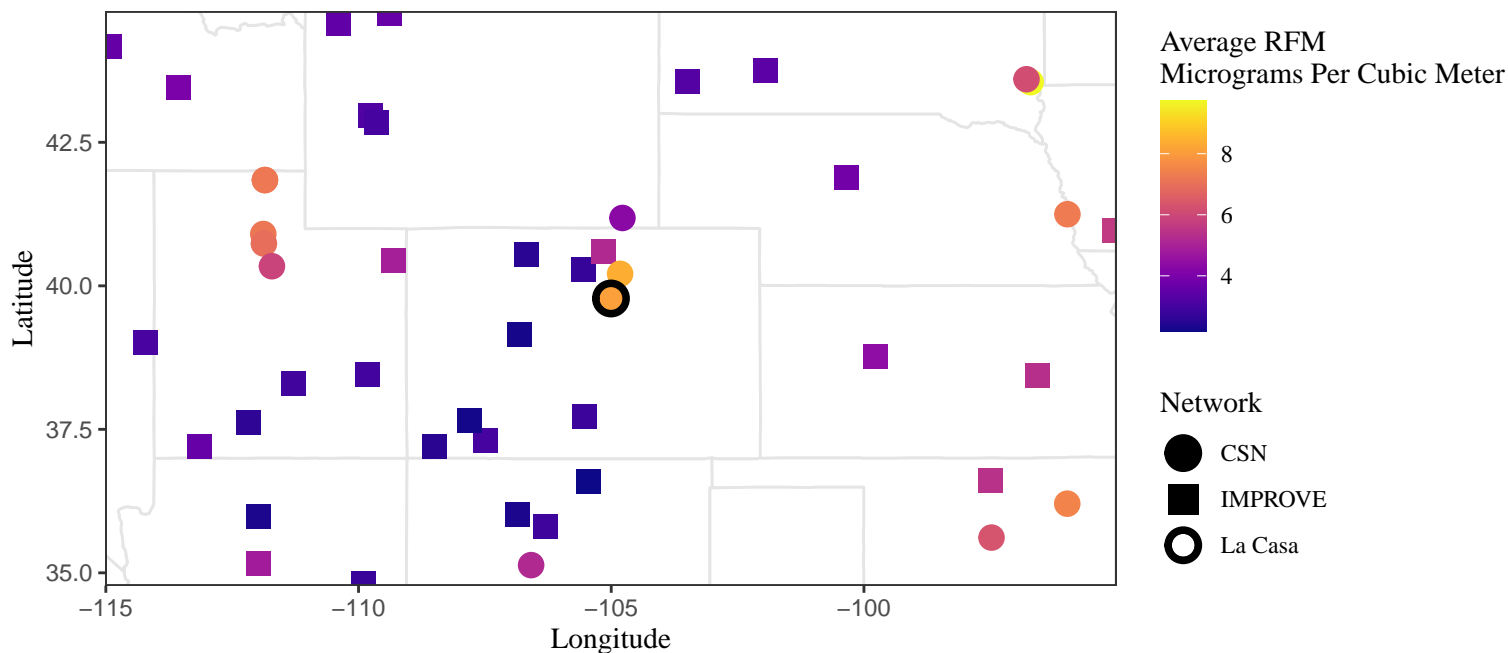 Average RFM
Micrograms Per Cubic Meter
8
6
4
Network
CSN
IMPROVE
La Casa
Latitude
42.5
40.0
37.5
35.0
−115
−110
−105
−100
Longitude